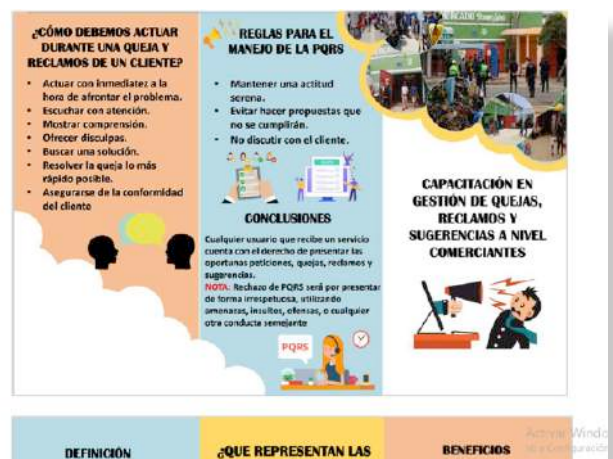 ¿CÓMO DEBEMOS ACTUAR
DURANTE UNA QUEJA Y
RECLAMOS DE UN CLIENTE?
• Actuar con inmediatez a la
hora de afrontar el problema.
• Escuchar con atención.
• Mostrar comprensión.
• Ofrecer disculpas.
• Buscar una solución.
• Resolver la queja lo más
rápido posible.
• Asegurarse de la conformidad
del cliente
REGLAS PARA EL
MANEJO DE LA PQRS
• Mantener una actitud
serena.
• Evitar hacer propuestas que
no se cumplirán.
• No discutir con el cliente.
CONCLUSIONES
Cualquier usuario que recibe un servicio
cuenta con el derecho de presentar las
oportunas peticiones, quejas, reclamos y
sugerencias.
NOTA: Rechazo de PQRS será por presentar
de forma irrespetuosa, utilizando
amenazas, insultos, ofensas, o cualquier
otra conducta semejante
PQRS
MERCADO
CAPACITACIÓN EN
GESTIÓN DE QUEJAS,
RECLAMOS Y
SUGERENCIAS A NIVEL
COMERCIANTES
DEFINICIÓN
¿QUE REPRESENTAN LAS
BENEFICIOS
Activar Windo